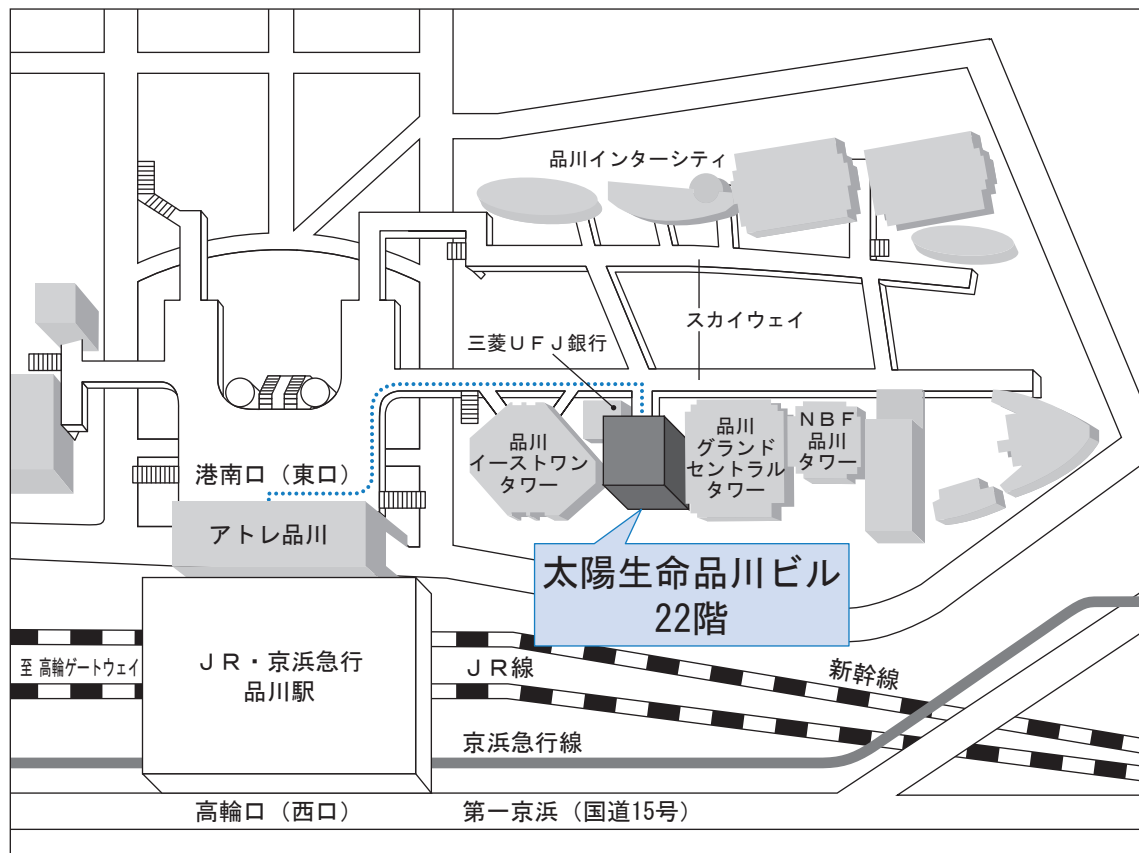 品川インターシティ
スカイウェイ
三菱ＵＦＪ銀行
品川
イーストワン
タワー
品川
グランド
セントラル
タワー
ＮＢＦ
品川
タワー
港南口（東口）
アトレ品川
太陽生命品川ビル
22階
至 高輪ゲートウェイ
ＪＲ・京浜急行
品川駅
ＪＲ線
新幹線
京浜急行線
高輪口（西口）
第一京浜（国道15号）